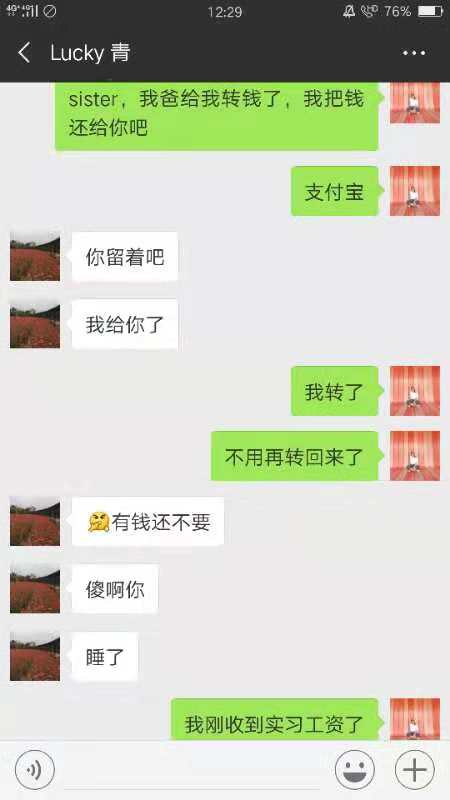 12:29
76%
Lucky 青
sister，我爸给我转钱了，我把钱
还给你吧
支付宝
你留着吧
我给你了
我转了
不用再转回来了
有钱还不要
傻啊你
睡了
我刚收到实习工资了